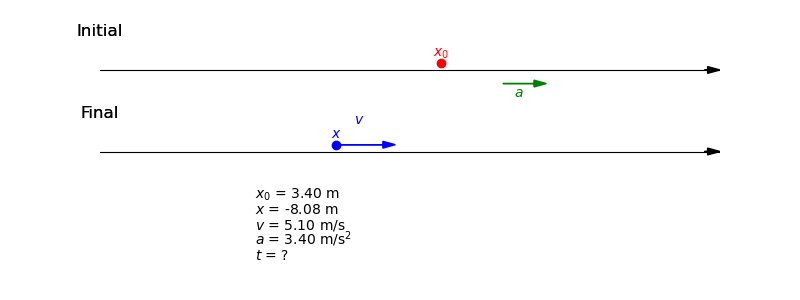 Initial
x₀
a
Final
v
x
x₀ = 3.40 m
x = -8.08 m
v = 5.10 m/s
a = 3.40 m/s²
t = ?